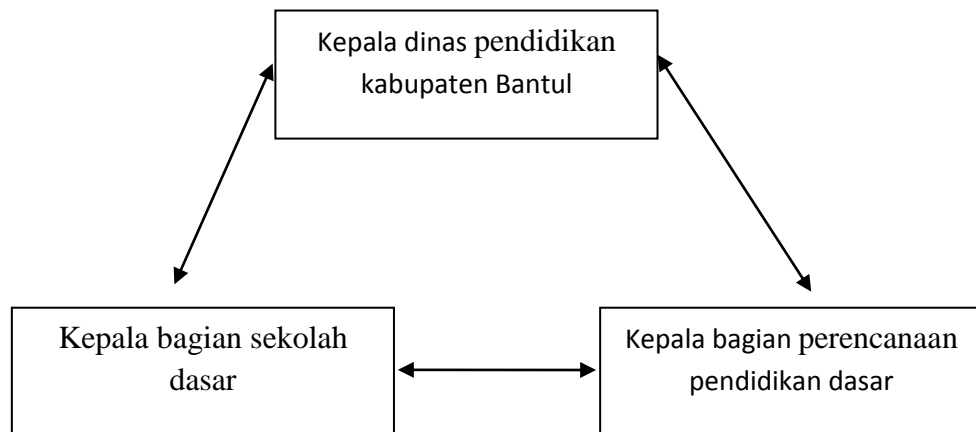 Kepala dinas pendidikan
kabupaten Bantul
Kepala bagian sekolah
dasar
Kepala bagian perencanaan
pendidikan dasar